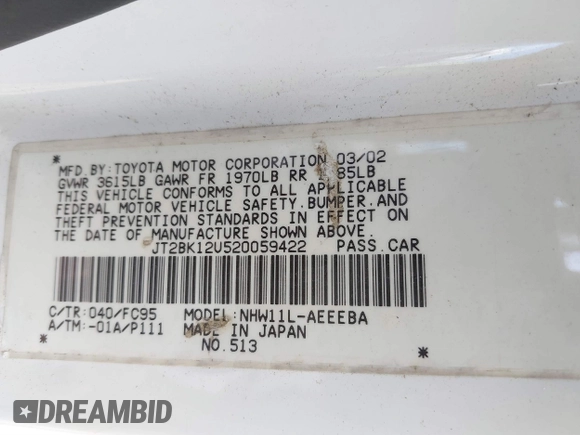 MFD.BY:TOYOTA MOTOR CORPORATION 03/02
GVWR 3615LB GAWR FR 1970LB RR 85LB
THIS VEHICLE CONFORMS TO ALL APPLICABLE
FEDERAL MOTOR VEHICLE SAFETY,BUMPER,AND
THEFT PREVENTION STANDARDS IN EFFECT ON
THE DATE OF MANUFACTURE SHOWN ABOVE.
JT2BK12U520059422 PASS.CAR
C/TR:040/FC95 MODEL:NHW11L-AEEEBA
A/TM:-01A/P111 MADE IN JAPAN
NO.513
DREAMBID